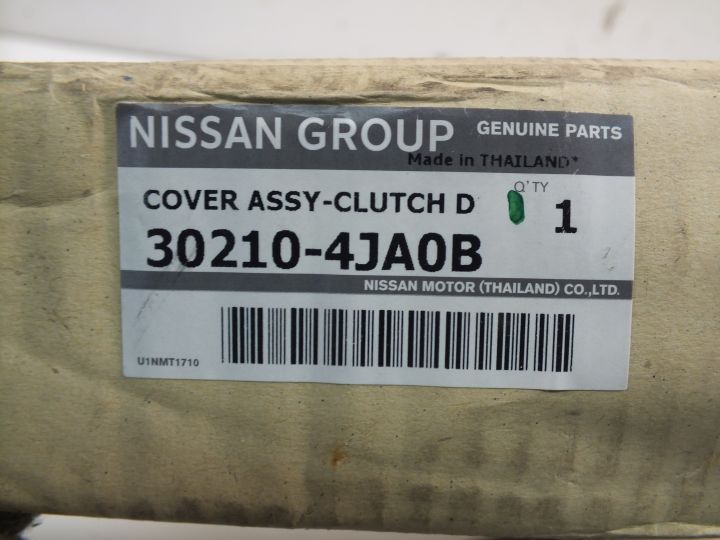 NISSAN GROUP GENUINE PARTS
Made in THAILAND*
COVER ASSY-CLUTCH D Q'TY 1
30210-4JA0B
NISSAN MOTOR (THAILAND) CO.,LTD.
U1NMT1710